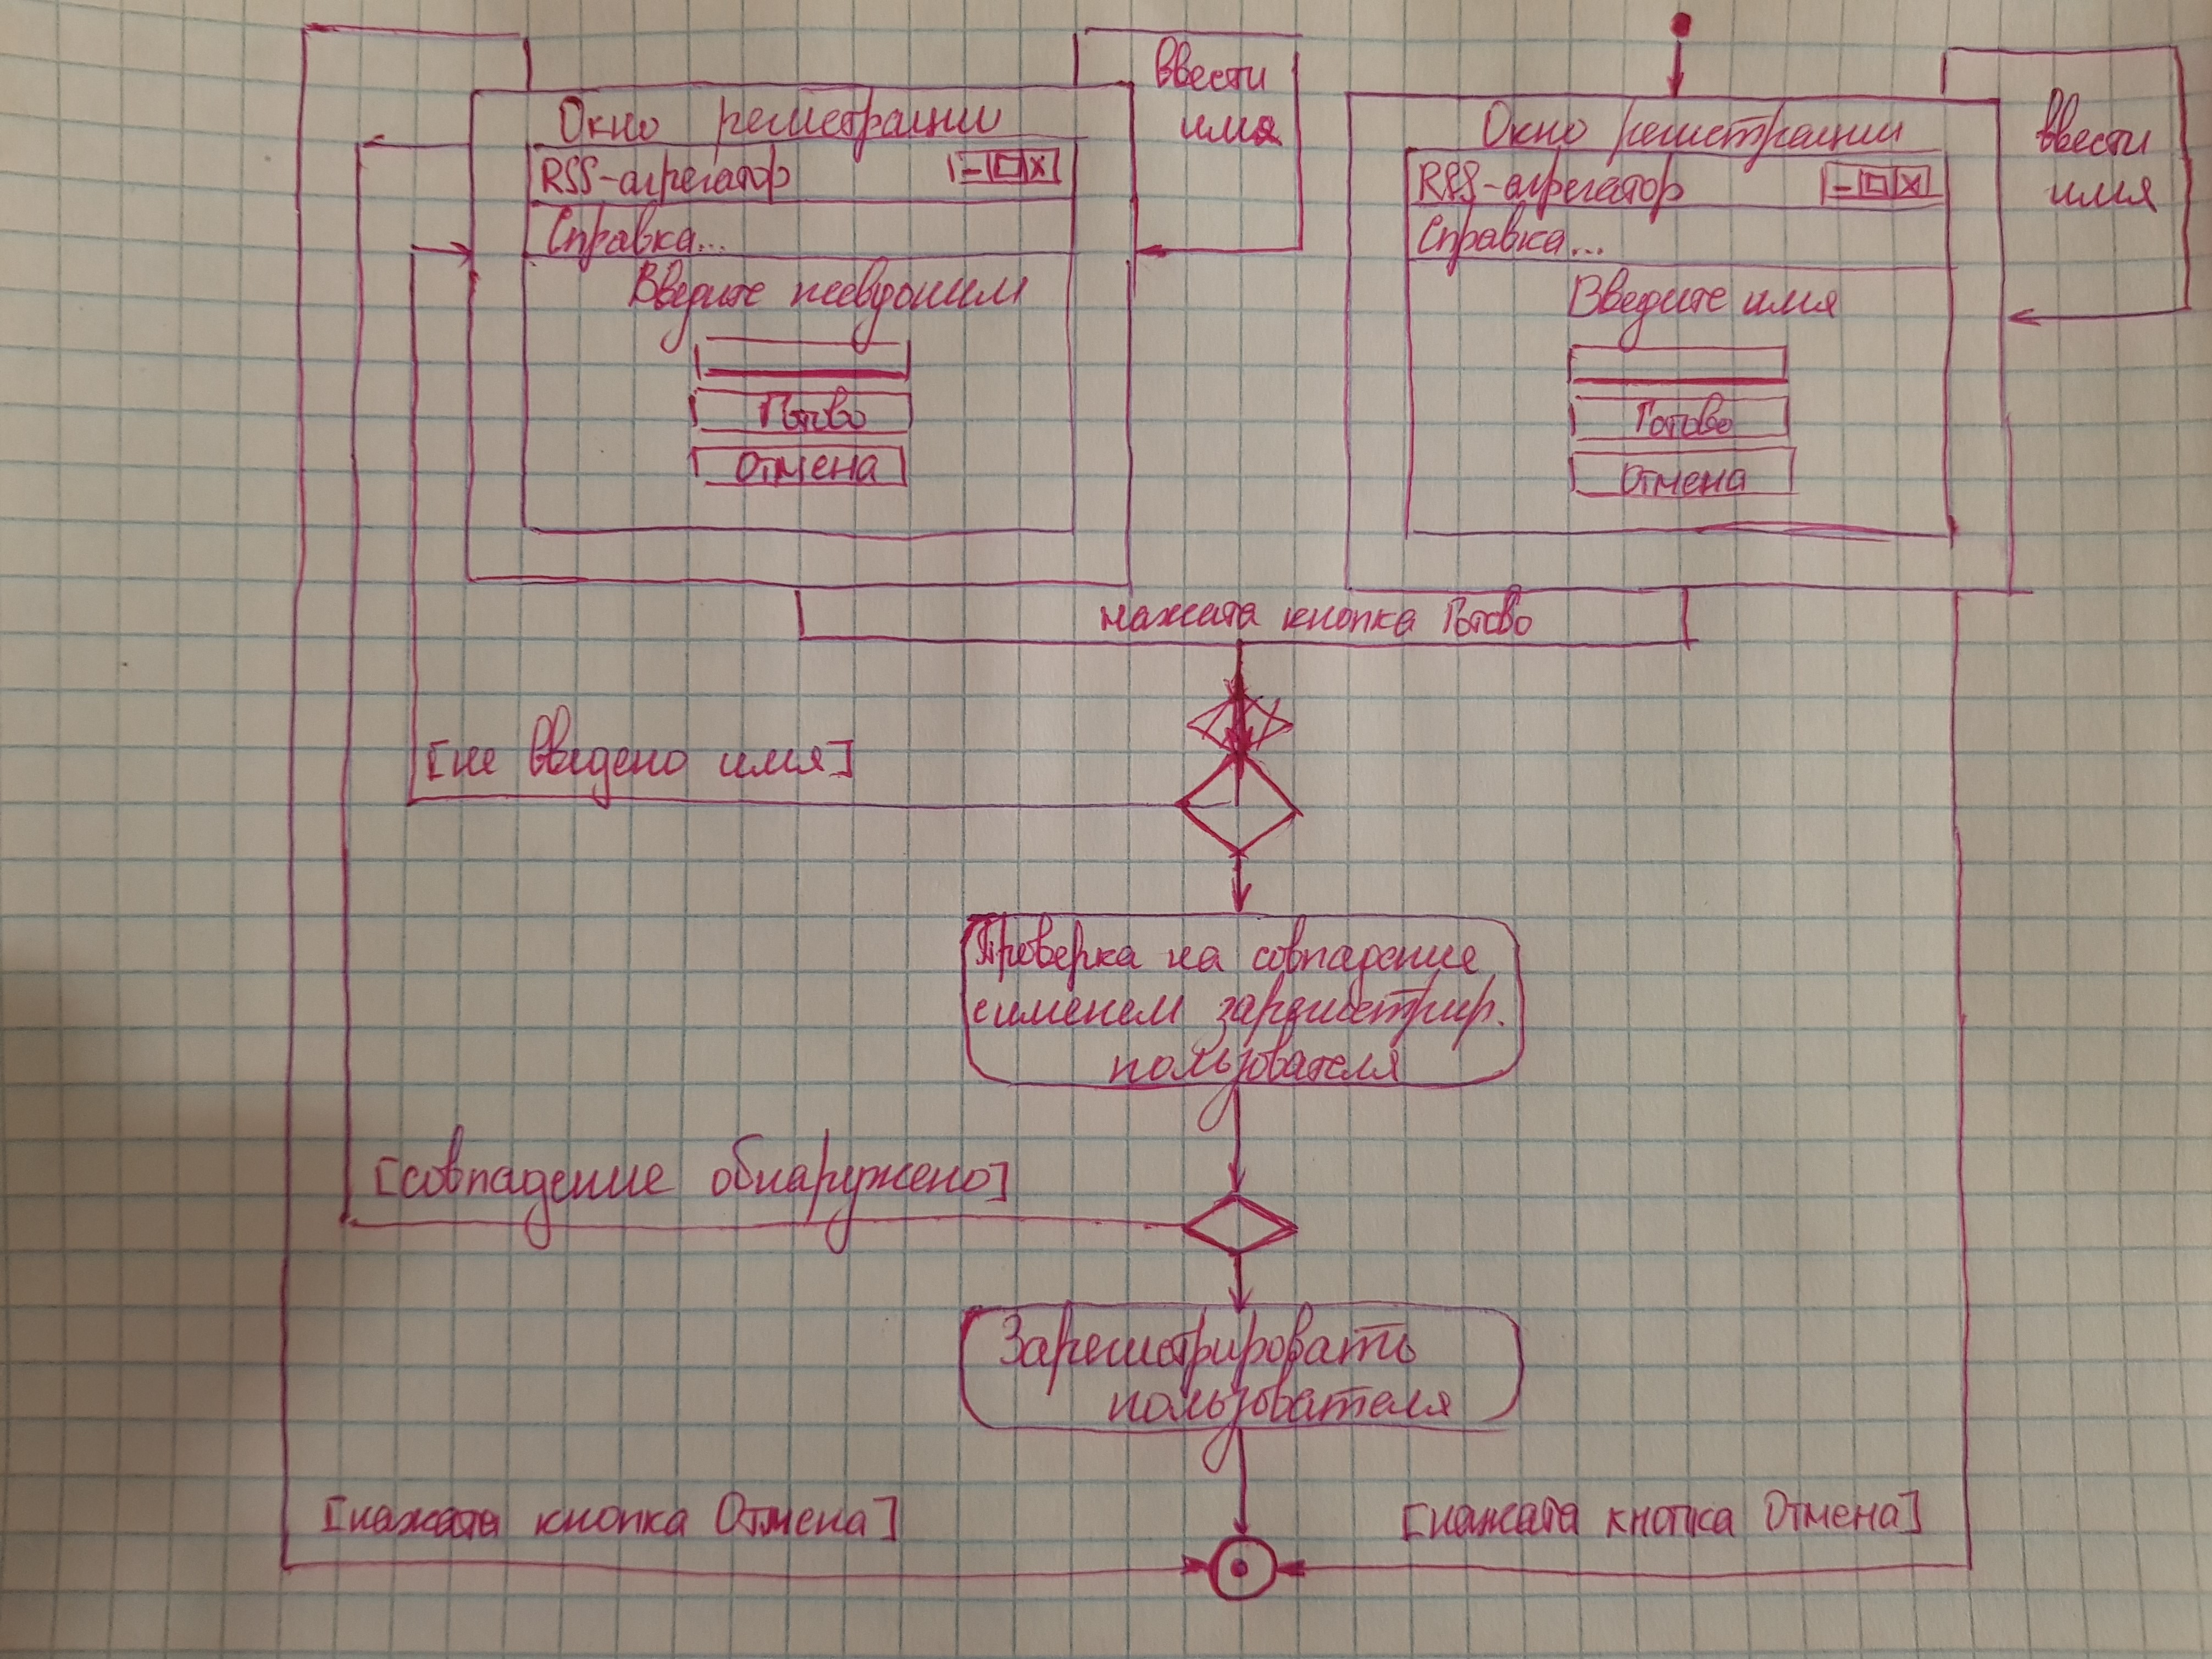 Окно регистрации
RSS-агрегатор
Справка...
Введите псевдоним
Готово
Отмена
ввести
имя
Окно регистрации
RSS-агрегатор
Справка...
Введите имя
Готово
Отмена
ввести
имя
нажата кнопка Готово
[не введено имя]
Проверка на совпадение
с именем зарегистрир.
пользователя
[совпадение обнаружено]
Зарегистрировать
пользователя
[нажата кнопка Отмена]
[нажата кнопка Отмена]